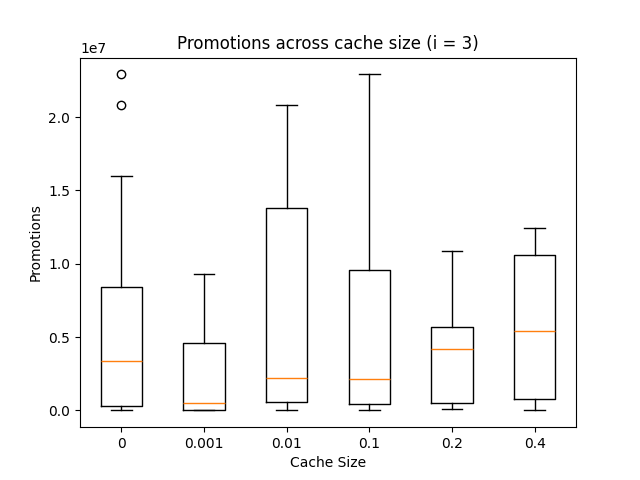 Promotions across cache size (i = 3)
1e7
2.0
1.5
1.0
0.5
0.0
Promotions
0 0.001 0.01 0.1 0.2 0.4
Cache Size